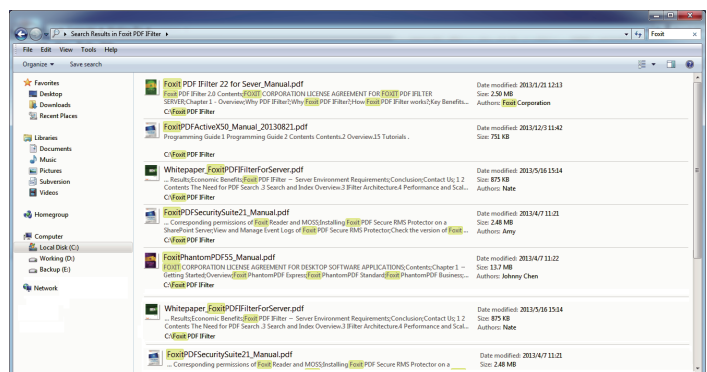 Search Results in Foxit PDF IFilter
Foxit
File Edit View Tools Help
Organize Save search
Favorites
Desktop
Downloads
Recent Places
Libraries
Documents
Music
Pictures
Subversion
Videos
Homegroup
Computer
Local Disk (C:)
Working (D:)
Backup (E:)
Network
Foxit PDF IFilter 22 for Sever_Manual.pdf
Foxit PDF IFilter 2.0 Contents;FOXIT CORPORATION LICENSE AGREEMENT FOR FOXIT PDF IFILTER
SERVER;Chapter 1 - Overview;Why PDF IFilter?;Why Foxit PDF IFilter?;How Foxit PDF IFilter works?;Key Benefits...
C:\Foxit PDF IFilter
Date modified: 2013/1/21 12:13
Size: 2.50 MB
Authors: Foxit Corporation
FoxitPDFActiveX50_Manual_20130821.pdf
Programming Guide 1 Programming Guide 2 Contents Contents.2 Overview.15 Tutorials .
C:\Foxit PDF IFilter
Date modified: 2013/12/3 11:42
Size: 751 KB
Whitepaper_FoxitPDFIFilterForServer.pdf
... Results;Economic Benefits;Foxit PDF IFilter – Server Environment Requirements;Conclusion;Contact Us; 1 2
Contents The Need for PDF Search .3 Search and Index Overview.3 IFilter Architecture.4 Performance and Scal...
C:\Foxit PDF IFilter
Date modified: 2013/5/16 15:14
Size: 875 KB
Authors: Nate
FoxitPDFSecuritySuite21_Manual.pdf
... Corresponding permissions of Foxit Reader and MOSS;Installing Foxit PDF Secure RMS Protector on a
SharePoint Server;View and Manage Event Logs of Foxit PDF Secure RMS Protector;Check the version of Foxit ...
C:\Foxit PDF IFilter
Date modified: 2013/4/7 11:21
Size: 2.48 MB
Authors: Amy
FoxitPhantomPDF55_Manual.pdf
FOXIT CORPORATION LICENSE AGREEMENT FOR DESKTOP SOFTWARE APPLICATIONS;Contents;Chapter 1 –
Getting Started;Overview;Foxit PhantomPDF Express;Foxit PhantomPDF Standard;Foxit PhantomPDF Business;...
C:\Foxit PDF IFilter
Date modified: 2013/4/7 11:22
Size: 13.7 MB
Authors: Johnny Chen
Whitepaper_FoxitPDFIFilterForServer.pdf
... Results;Economic Benefits;Foxit PDF IFilter – Server Environment Requirements;Conclusion;Contact Us; 1 2
Contents The Need for PDF Search .3 Search and Index Overview.3 IFilter Architecture.4 Performance and Scal...
C:\Foxit PDF IFilter
Date modified: 2013/5/16 15:14
Size: 875 KB
Authors: Nate
FoxitPDFSecuritySuite21_Manual.pdf
... Corresponding permissions of Foxit Reader and MOSS;Installing Foxit PDF Secure RMS Protector on a
Date modified: 2013/4/7 11:21
Size: 2.48 MB